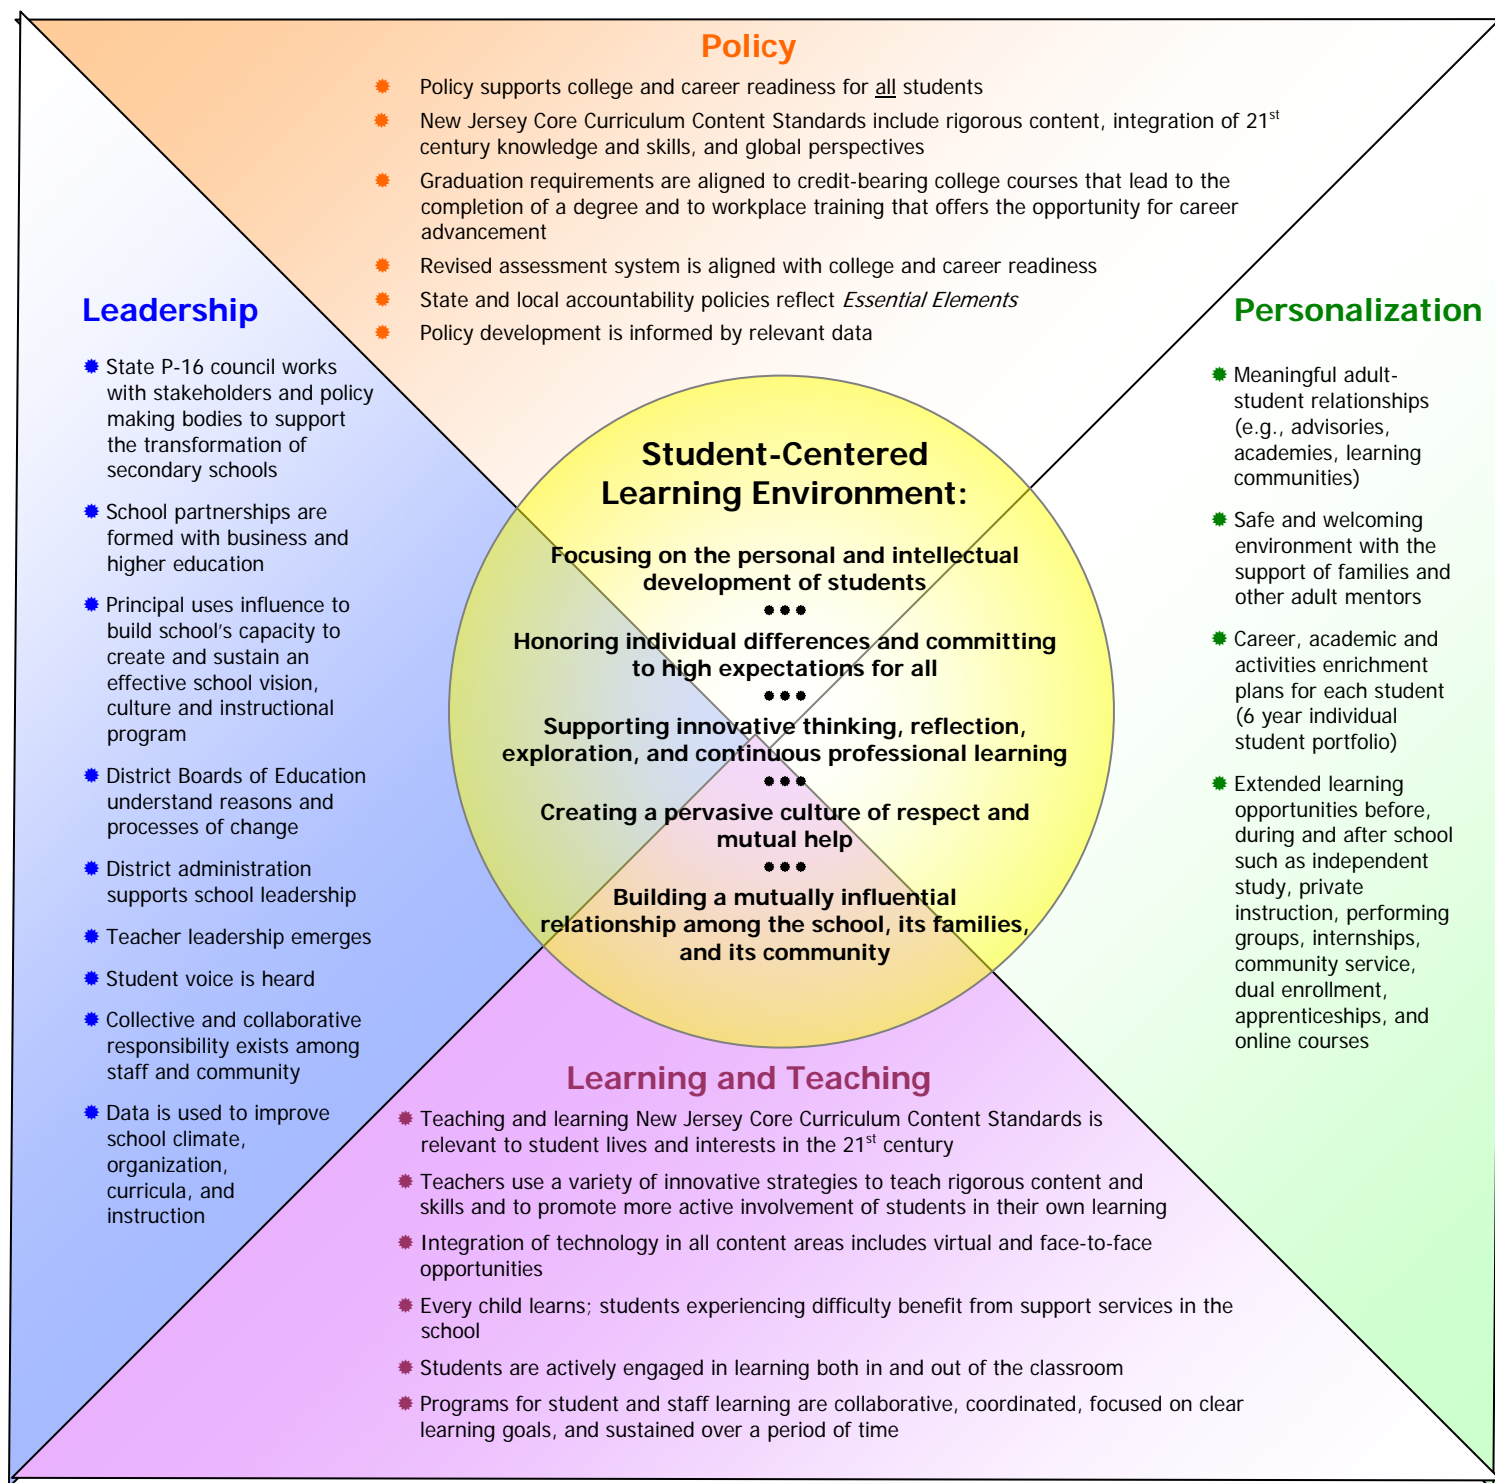 Policy
Policy supports college and career readiness for all students
New Jersey Core Curriculum Content Standards include rigorous content, integration of 21st
century knowledge and skills, and global perspectives
Graduation requirements are aligned to credit-bearing college courses that lead to the
completion of a degree and to workplace training that offers the opportunity for career
advancement
Revised assessment system is aligned with college and career readiness
State and local accountability policies reflect Essential Elements
Policy development is informed by relevant data
Leadership
State P-16 council works
with stakeholders and policy
making bodies to support
the transformation of
secondary schools
School partnerships are
formed with business and
higher education
Principal uses influence to
build school's capacity to
create and sustain an
effective school vision,
culture and instructional
program
District Boards of Education
understand reasons and
processes of change
District administration
supports school leadership
Teacher leadership emerges
Student voice is heard
Collective and collaborative
responsibility exists among
staff and community
Data is used to improve
school climate,
organization,
curricula, and
instruction
Student-Centered
Learning Environment:
Focusing on the personal and intellectual
development of students
Honoring individual differences and committing
to high expectations for all
Supporting innovative thinking, reflection,
exploration, and continuous professional learning
Creating a pervasive culture of respect and
mutual help
Building a mutually influential
relationship among the school, its families,
and its community
Personalization
Meaningful adult-
student relationships
(e.g., advisories,
academies, learning
communities)
Safe and welcoming
environment with the
support of families and
other adult mentors
Career, academic and
activities enrichment
plans for each student
(6 year individual
student portfolio)
Extended learning
opportunities before,
during and after school
such as independent
study, private
instruction, performing
groups, internships,
community service,
dual enrollment,
apprenticeships, and
online courses
Learning and Teaching
Teaching and learning New Jersey Core Curriculum Content Standards is
relevant to student lives and interests in the 21st century
Teachers use a variety of innovative strategies to teach rigorous content and
skills and to promote more active involvement of students in their own learning
Integration of technology in all content areas includes virtual and face-to-face
opportunities
Every child learns; students experiencing difficulty benefit from support services in the
school
Students are actively engaged in learning both in and out of the classroom
Programs for student and staff learning are collaborative, coordinated, focused on clear
learning goals, and sustained over a period of time